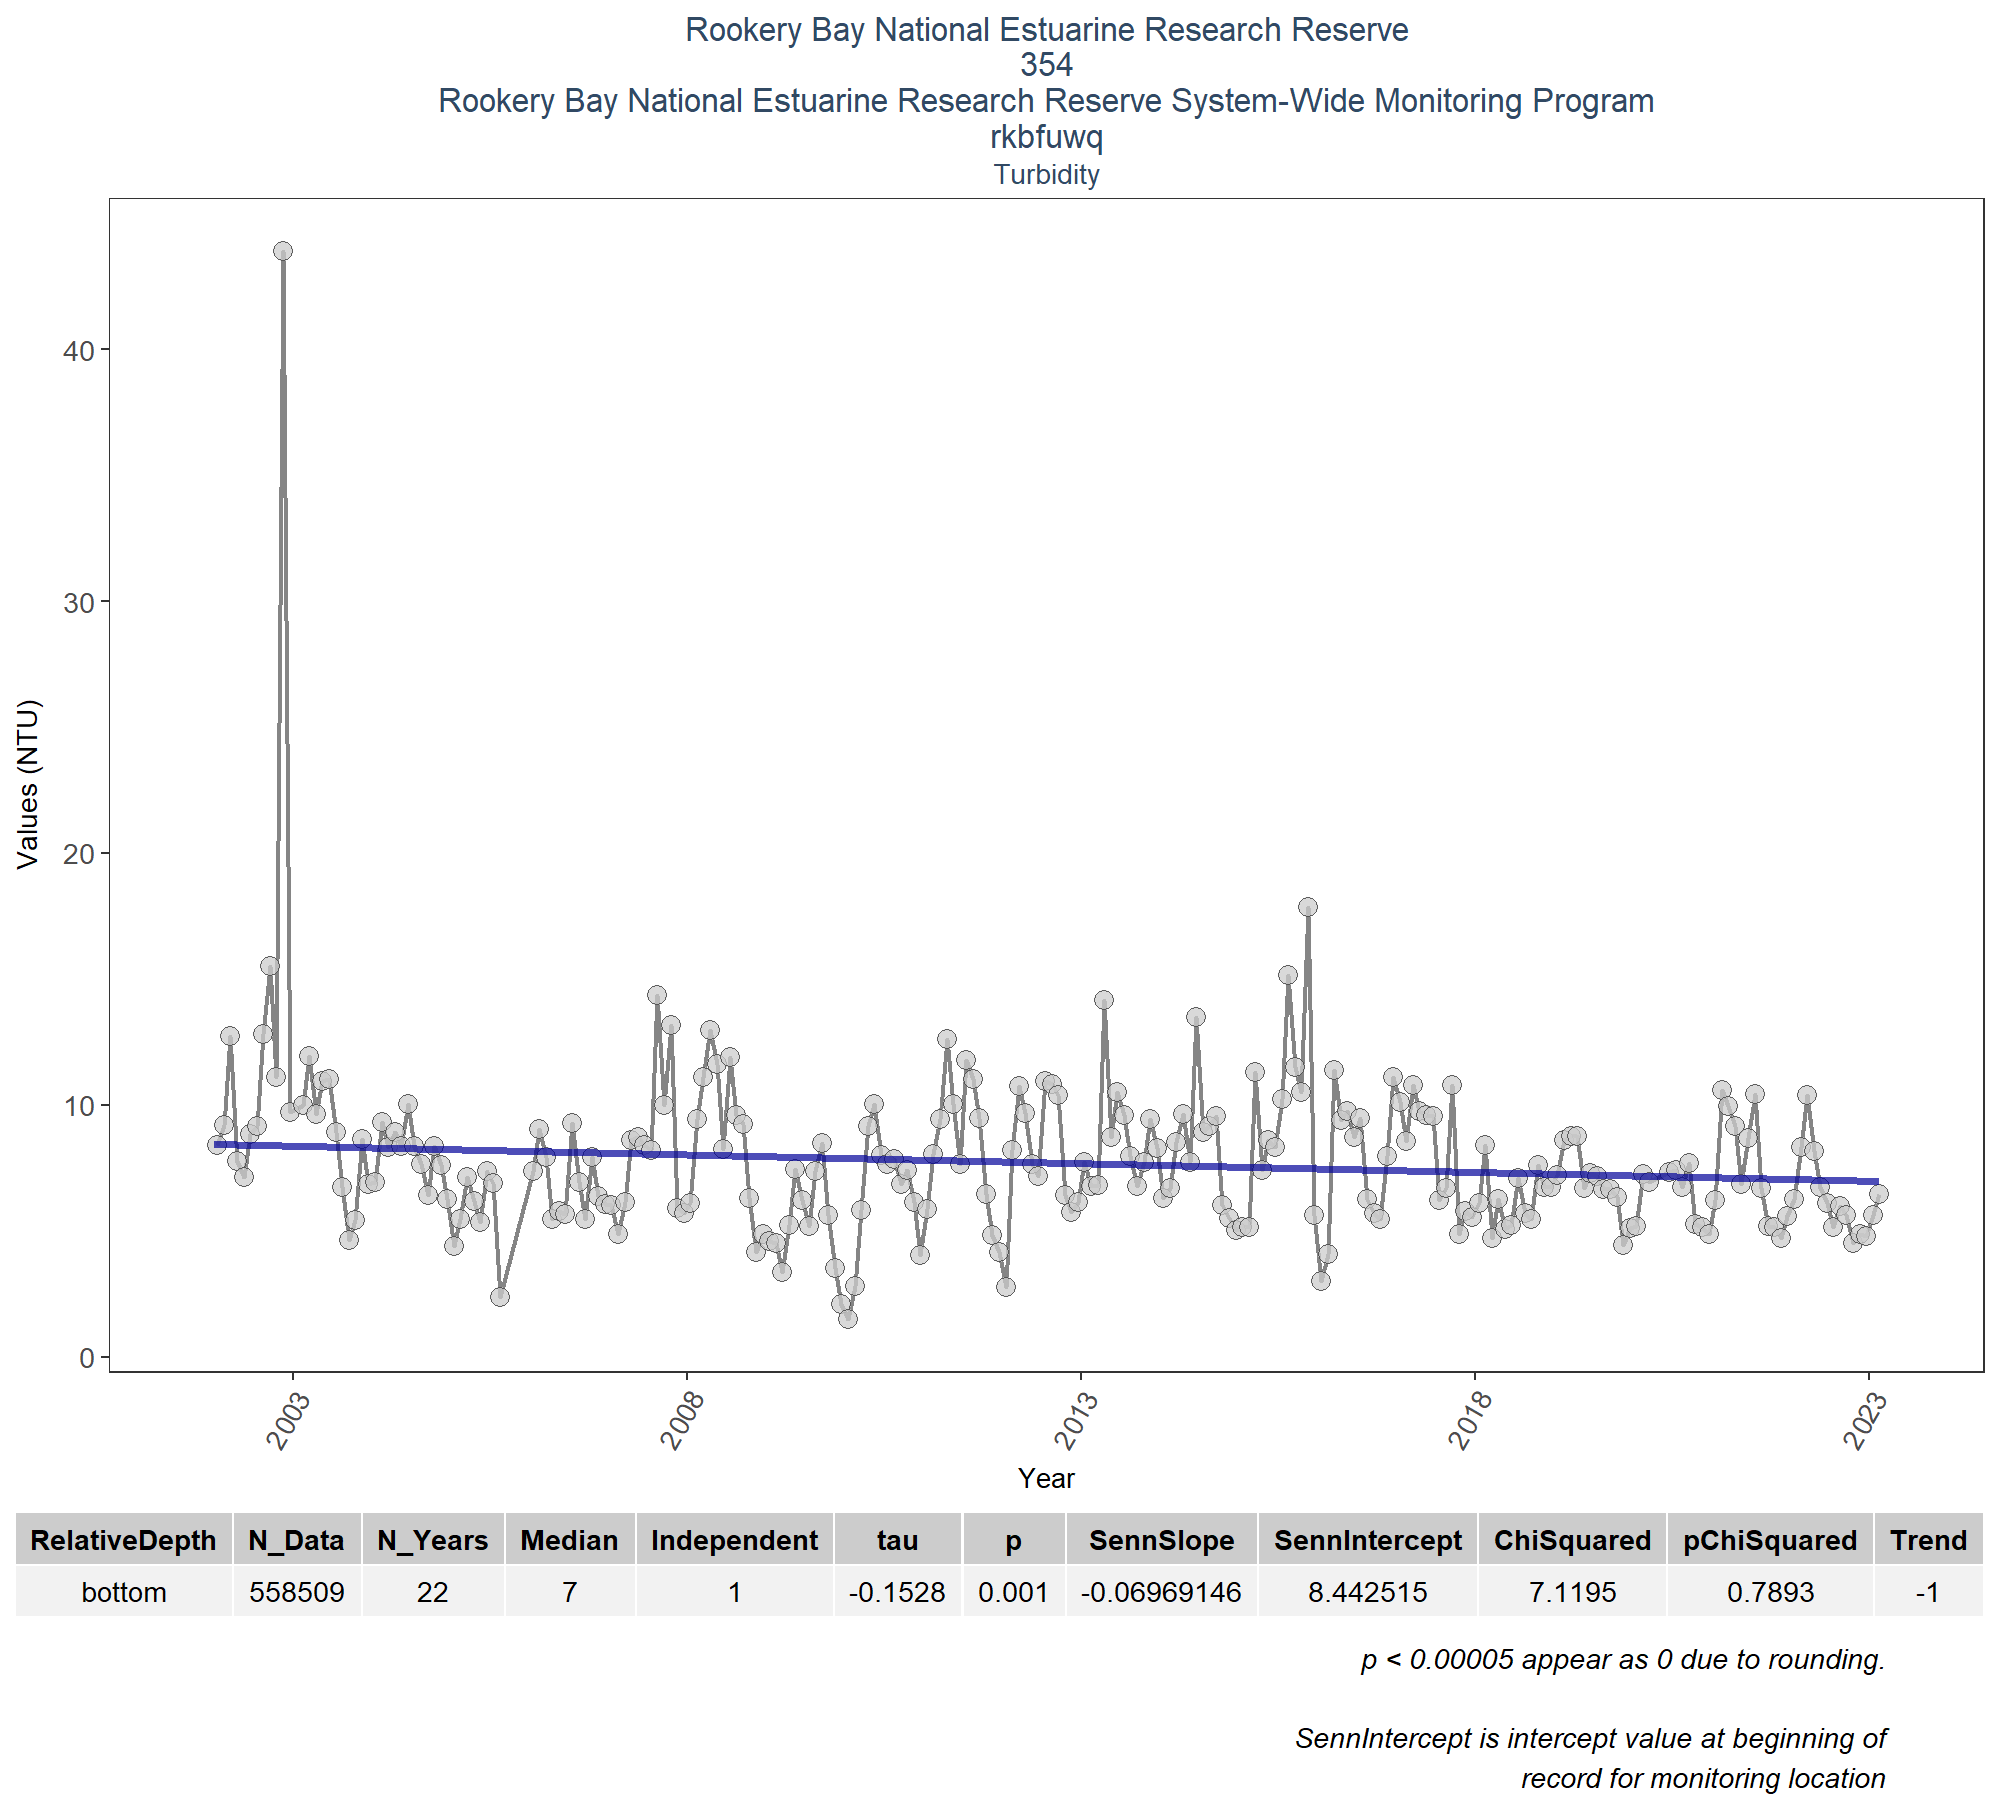 Rookery Bay National Estuarine Research Reserve
354
Rookery Bay National Estuarine Research Reserve System-Wide Monitoring Program
rkbfuwq
Turbidity
Values (NTU)
40
30
20
10
0
2003 2008 2013 2018 2023
Year
RelativeDepth N_Data N_Years Median Independent tau p SennSlope SennIntercept ChiSquared pChiSquared Trend
bottom 558509 22 7 1 -0.1528 0.001 -0.06969146 8.442515 7.1195 0.7893 -1
p < 0.00005 appear as 0 due to rounding.
SennIntercept is intercept value at beginning of
record for monitoring location